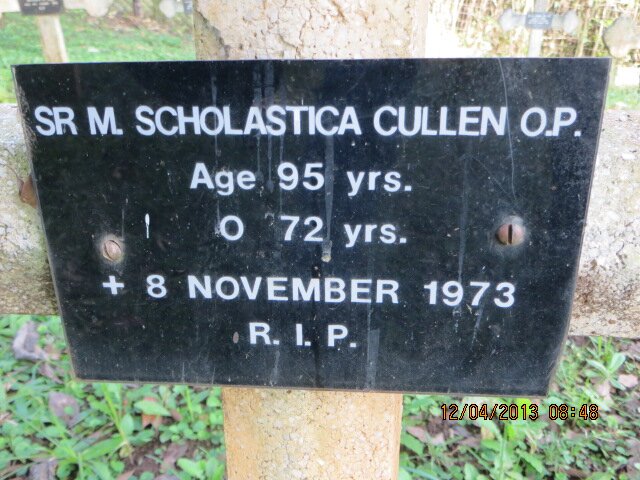 SR M. SCHOLASTICA CULLEN O.P.
Age 95 yrs.
O 72 yrs.
+ 8 NOVEMBER 1973
R. I. P.
12/04/2013 08:48